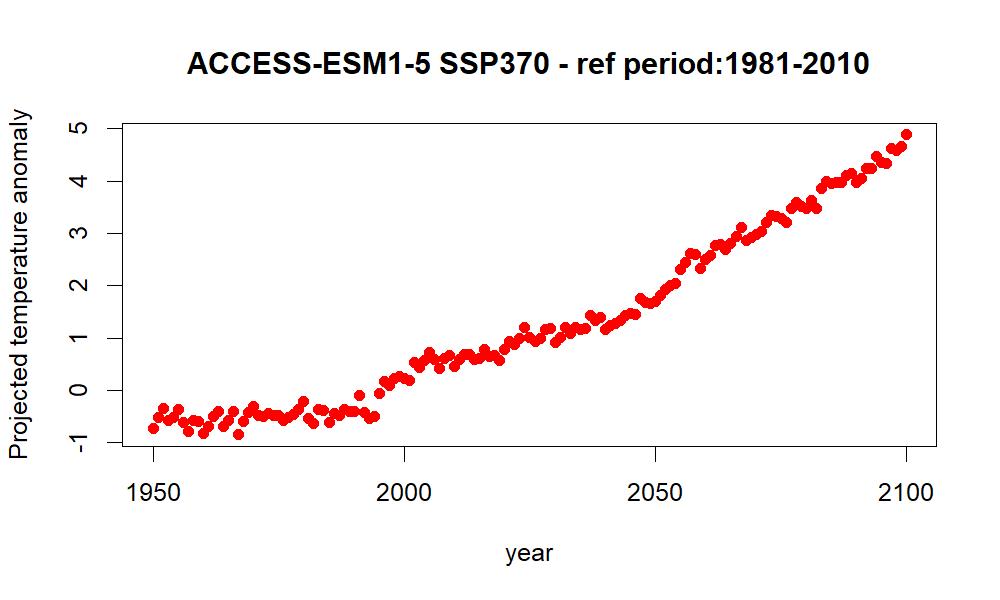 ACCESS-ESM1-5 SSP370 - ref period:1981-2010
Projected temperature anomaly
5
4
3
2
1
0
-1
1950 2000 2050 2100
year